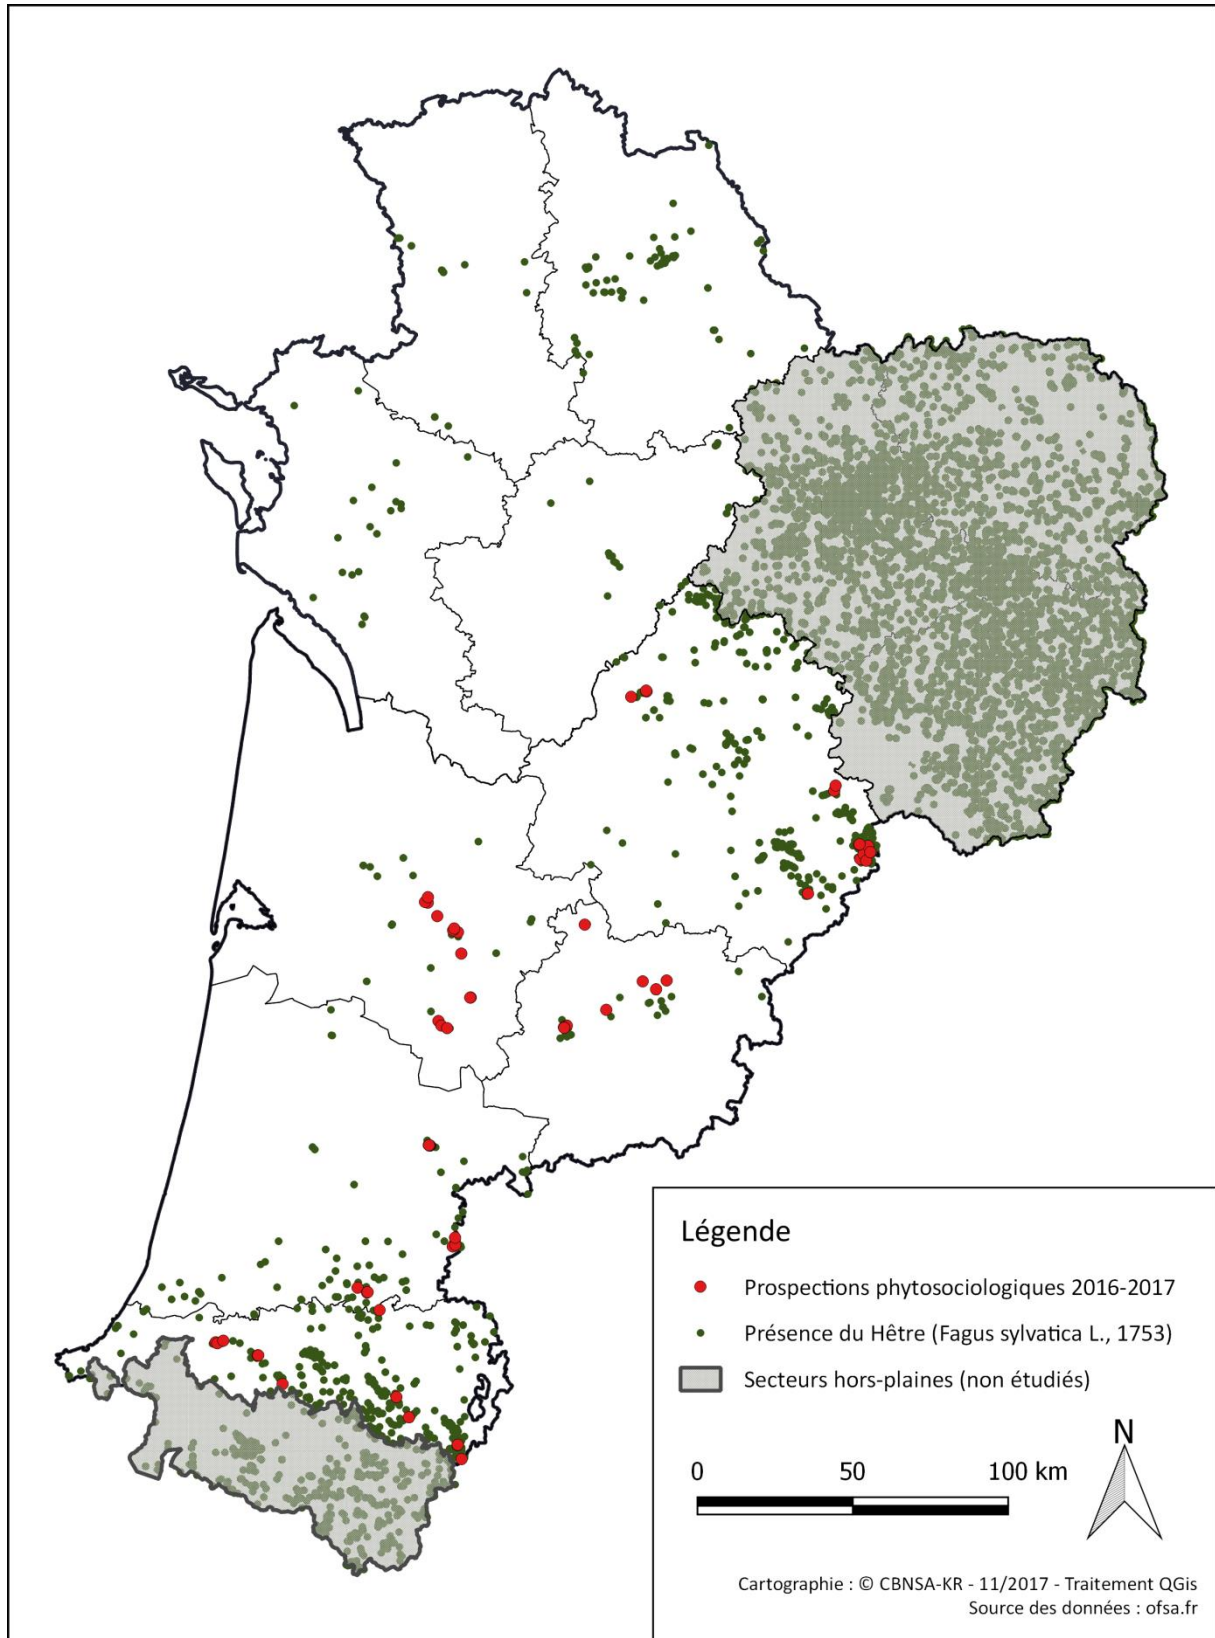 Légende
Prospections phytosociologiques 2016-2017
Présence du Hêtre (Fagus sylvatica L., 1753)
Secteurs hors-plaines (non étudiés)
N
0 50 100 km
Cartographie : © CBNSA-KR - 11/2017 - Traitement QGis
Source des données : ofsa.fr